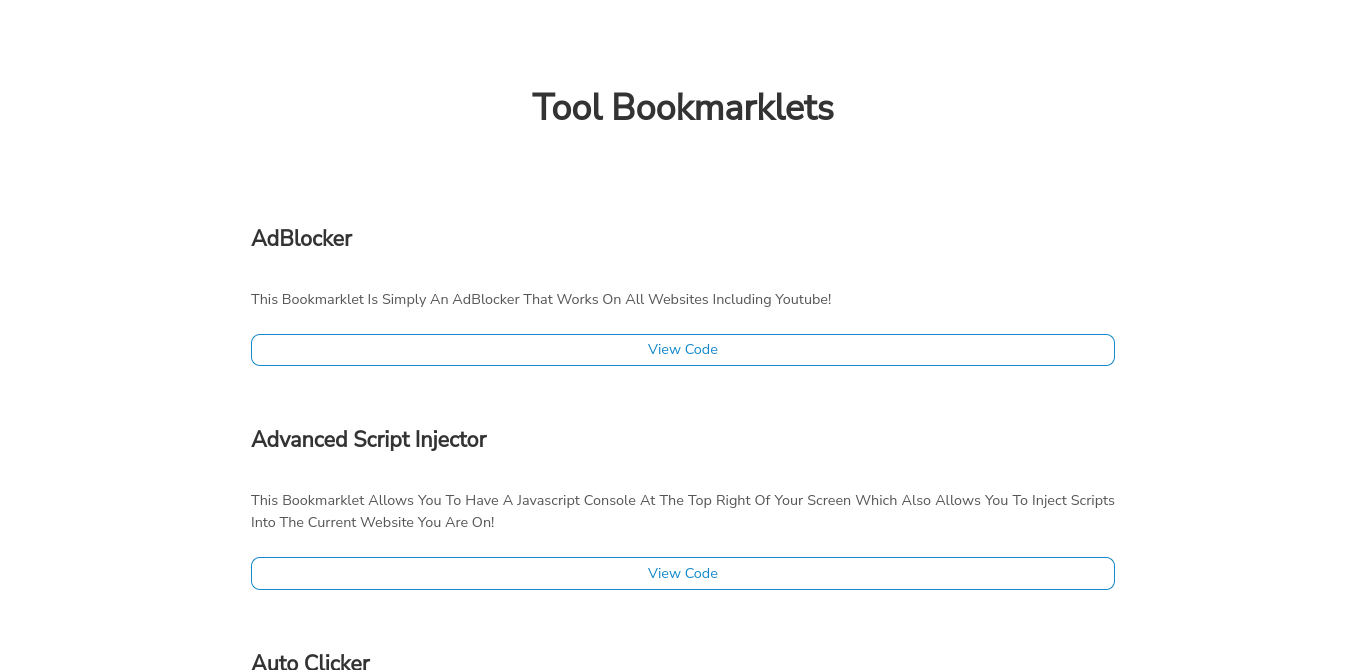 Tool Bookmarklets
AdBlocker
This Bookmarklet Is Simply An AdBlocker That Works On All Websites Including Youtube!
View Code
Advanced Script Injector
This Bookmarklet Allows You To Have A Javascript Console At The Top Right Of Your Screen Which Also Allows You To Inject Scripts
Into The Current Website You Are On!
View Code
Auto Clicker